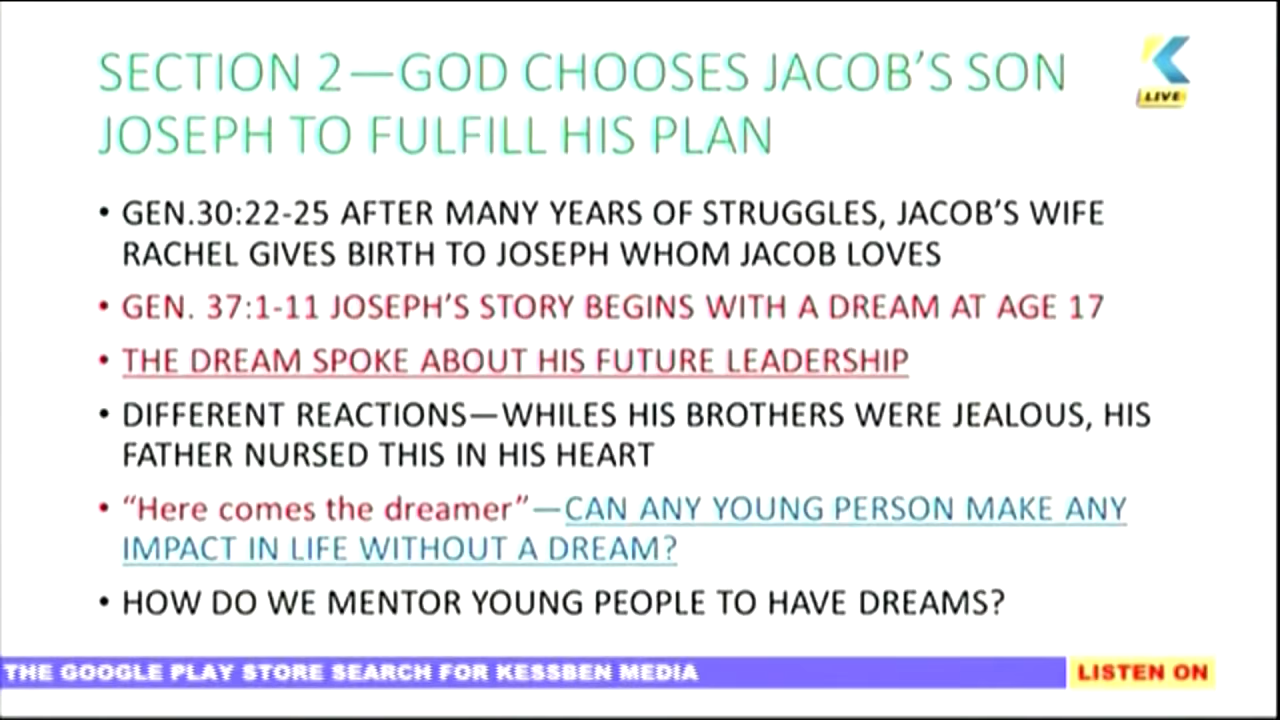 SECTION 2—GOD CHOOSES JACOB'S SON
JOSEPH TO FULFILL HIS PLAN
LIVE
• GEN.30:22-25 AFTER MANY YEARS OF STRUGGLES, JACOB'S WIFE
RACHEL GIVES BIRTH TO JOSEPH WHOM JACOB LOVES
• GEN. 37:1-11 JOSEPH'S STORY BEGINS WITH A DREAM AT AGE 17
• THE DREAM SPOKE ABOUT HIS FUTURE LEADERSHIP
• DIFFERENT REACTIONS—WHILES HIS BROTHERS WERE JEALOUS, HIS
FATHER NURSED THIS IN HIS HEART
• “Here comes the dreamer”—CAN ANY YOUNG PERSON MAKE ANY
IMPACT IN LIFE WITHOUT A DREAM?
• HOW DO WE MENTOR YOUNG PEOPLE TO HAVE DREAMS?
THE GOOGLE PLAY STORE SEARCH FOR KESSBEN MEDIA
LISTEN ON